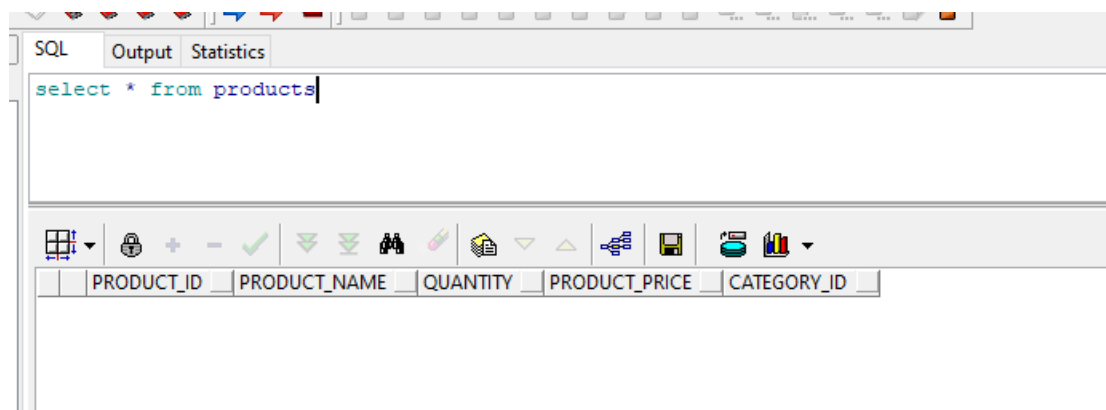 SQL Output Statistics
select * from products
PRODUCT_ID PRODUCT_NAME QUANTITY PRODUCT_PRICE CATEGORY_ID